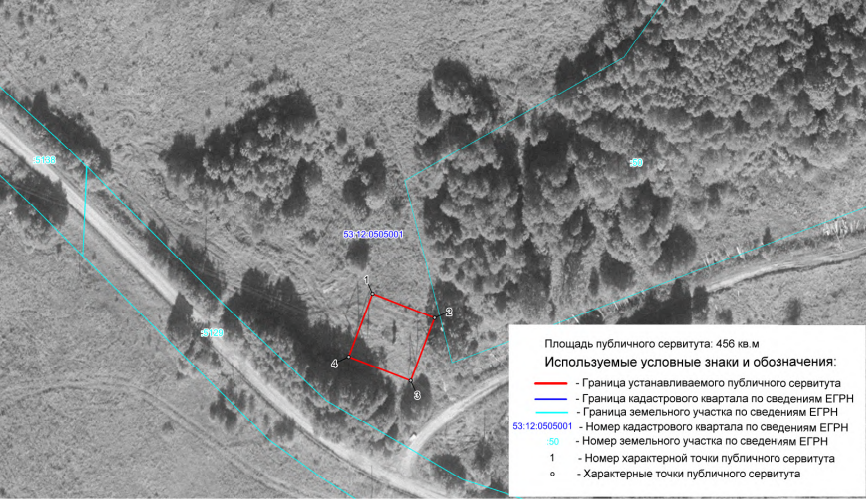 :5136
:50
53:12:0505001
1
2
:5129
4
3
Площадь публичного сервитута: 456 кв.м
Используемые условные знаки и обозначения:
- Граница устанавливаемого публичного сервитута
- Граница кадастрового квартала по сведениям ЕГРН
- Граница земельного участка по сведениям ЕГРН
53:12:0505001 - Номер кадастрового квартала по сведениям ЕГРН
:50 - Номер земельного участка по сведениям ЕГРН
1 - Номер характерной точки публичного сервитута
- Характерные точки публичного сервитута